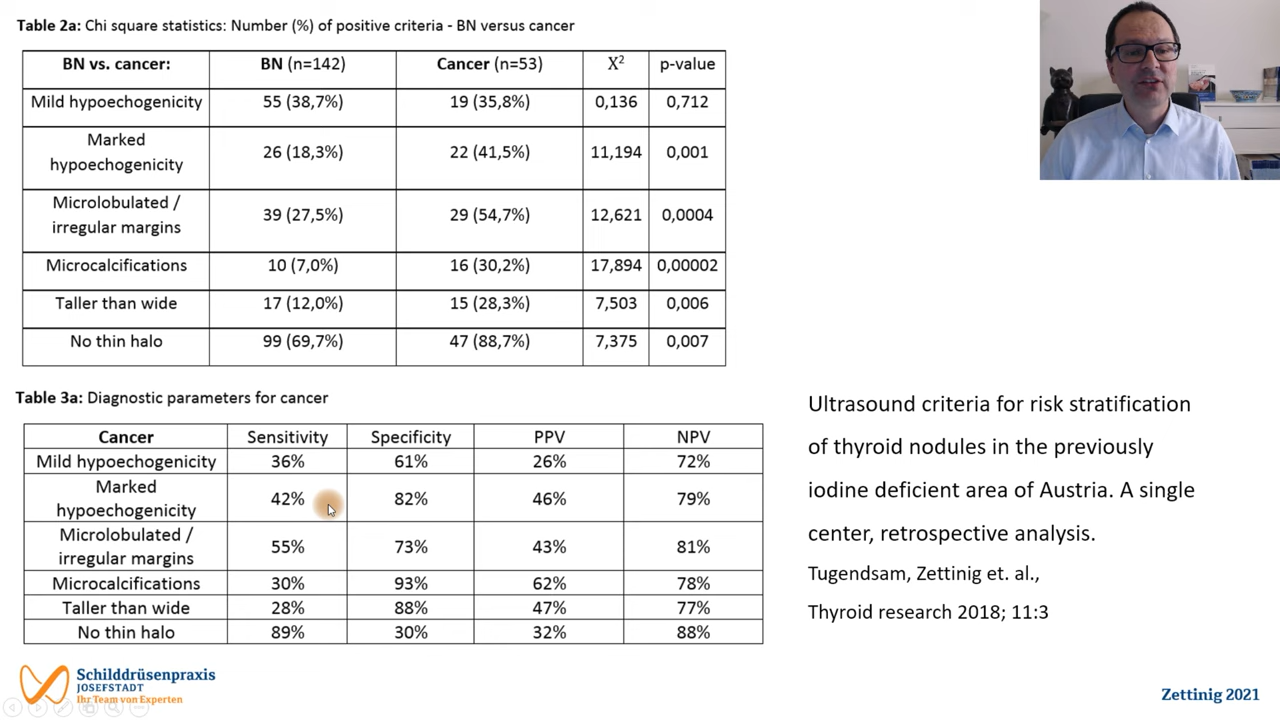 Table 2a: Chi square statistics: Number (%) of positive criteria - BN versus cancer
BN vs. cancer: BN (n=142) Cancer (n=53) X² p-value
Mild hypoechogenicity 55 (38,7%) 19 (35,8%) 0,136 0,712
Marked
hypoechogenicity 26 (18,3%) 22 (41,5%) 11,194 0,001
Microlobulated /
irregular margins 39 (27,5%) 29 (54,7%) 12,621 0,0004
Microcalcifications 10 (7,0%) 16 (30,2%) 17,894 0,00002
Taller than wide 17 (12,0%) 15 (28,3%) 7,503 0,006
No thin halo 99 (69,7%) 47 (88,7%) 7,375 0,007
Table 3a: Diagnostic parameters for cancer
Cancer Sensitivity Specificity PPV NPV
Mild hypoechogenicity 36% 61% 26% 72%
Marked
hypoechogenicity 42% 82% 46% 79%
Microlobulated /
irregular margins 55% 73% 43% 81%
Microcalcifications 30% 93% 62% 78%
Taller than wide 28% 88% 47% 77%
No thin halo 89% 30% 32% 88%
Ultrasound criteria for risk stratification
of thyroid nodules in the previously
iodine deficient area of Austria. A single
center, retrospective analysis.
Tugendsam, Zettinig et. al.,
Thyroid research 2018; 11:3
Schilddrüsenpraxis
JOSEFSTADT
Ihr Team von Experten
Zettinig 2021